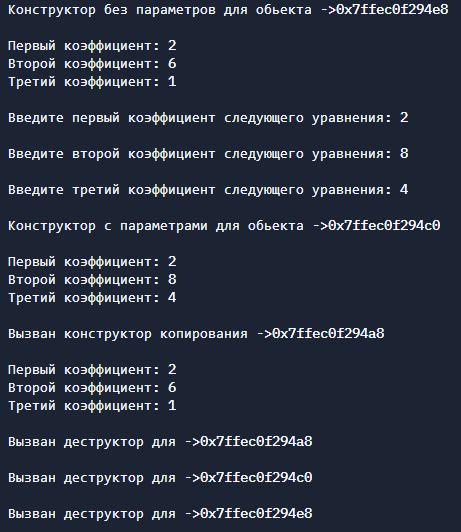 Конструктор без параметров для обьекта ->0x7ffec0f294e8
Первый коэффициент: 2
Второй коэффициент: 6
Третий коэффициент: 1
Введите первый коэффициент следующего уравнения: 2
Введите второй коэффициент следующего уравнения: 8
Введите третий коэффициент следующего уравнения: 4
Конструктор с параметрами для обьекта ->0x7ffec0f294c0
Первый коэффициент: 2
Второй коэффициент: 8
Третий коэффициент: 4
Вызван конструктор копирования ->0x7ffec0f294a8
Первый коэффициент: 2
Второй коэффициент: 6
Третий коэффициент: 1
Вызван деструктор для ->0x7ffec0f294a8
Вызван деструктор для ->0x7ffec0f294c0
Вызван деструктор для ->0x7ffec0f294e8